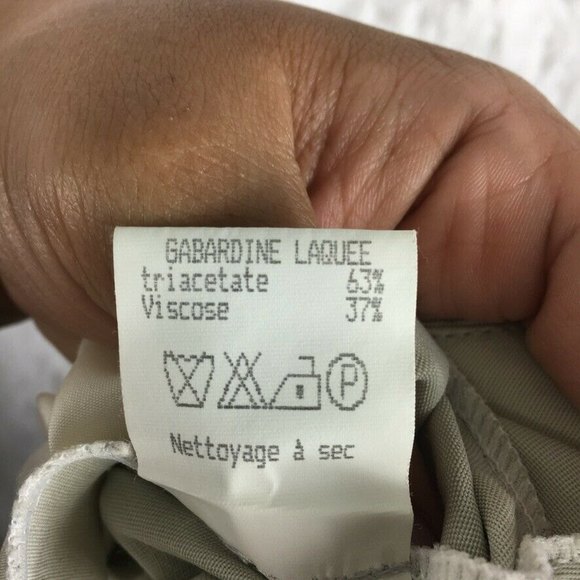 GABARDINE LAQUEE
triacetate 63%
Viscose 37%
P
Nettoyage à sec